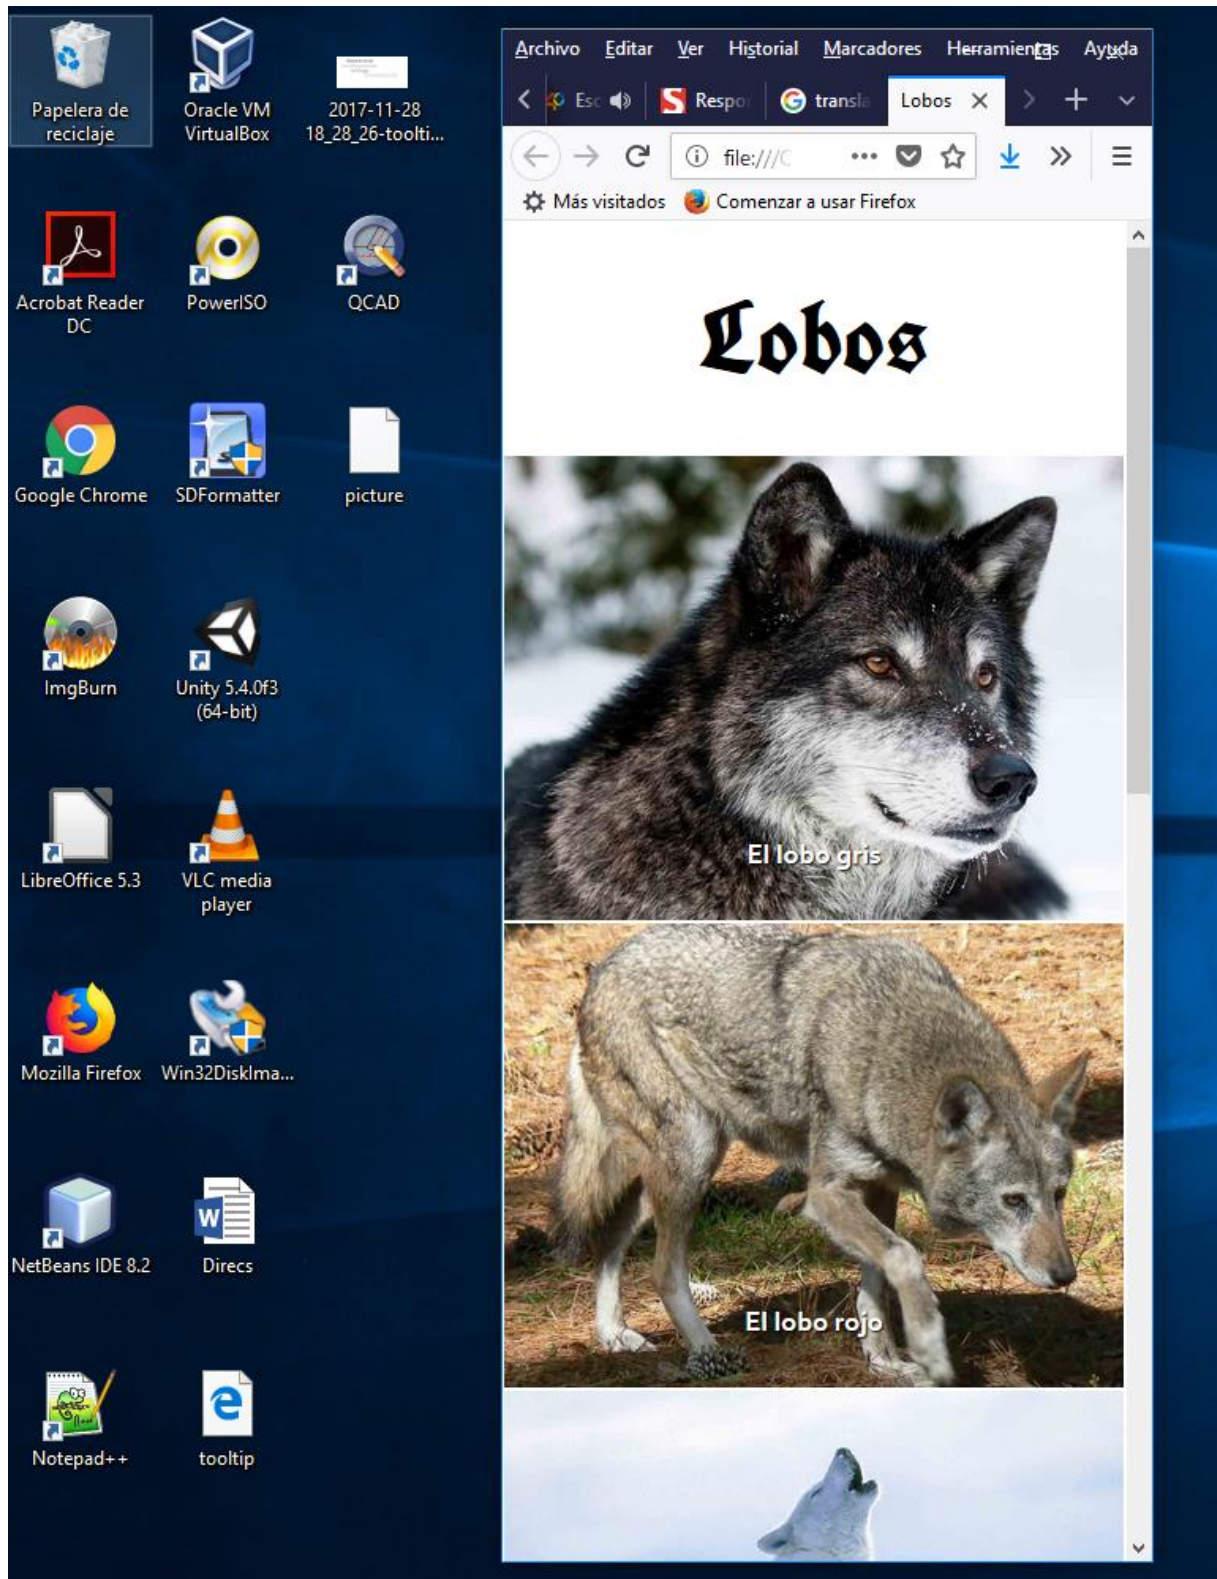 Papelera de
reciclaje
Oracle VM
VirtualBox
2017-11-28
18_28_26-toolti...
Acrobat Reader
DC
PowerISO
QCAD
Google Chrome
SDFormatter
picture
ImgBurn
Unity 5.4.0f3
(64-bit)
LibreOffice 5.3
VLC media
player
Mozilla Firefox
Win32DiskIma...
NetBeans IDE 8.2
Direcs
Notepad++
tooltip
Archivo Editar Ver Historial Marcadores Herramientas Ayuda
Esc Respo transla Lobos
file:///C
Más visitados Comenzar a usar Firefox
Lobos
El lobo gris
El lobo rojo